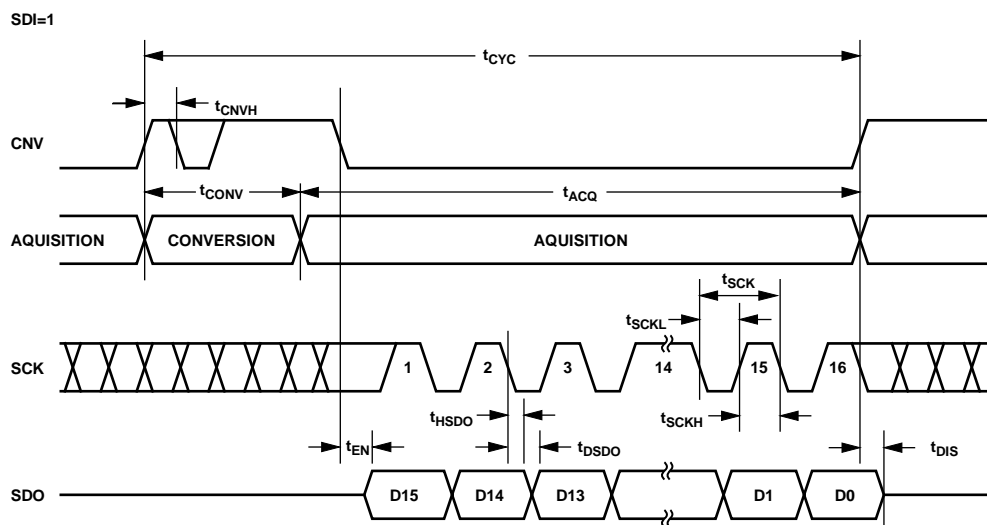 SDI=1
tCYC
tCNVH
CNV
tCONV
tACQ
AQUISITION CONVERSION AQUISITION
tSCK
tSCKL
SCK 1 2 3 14 15 16
tHSDO tSCKH
tEN tDSDO tDIS
SDO D15 D14 D13 D1 D0